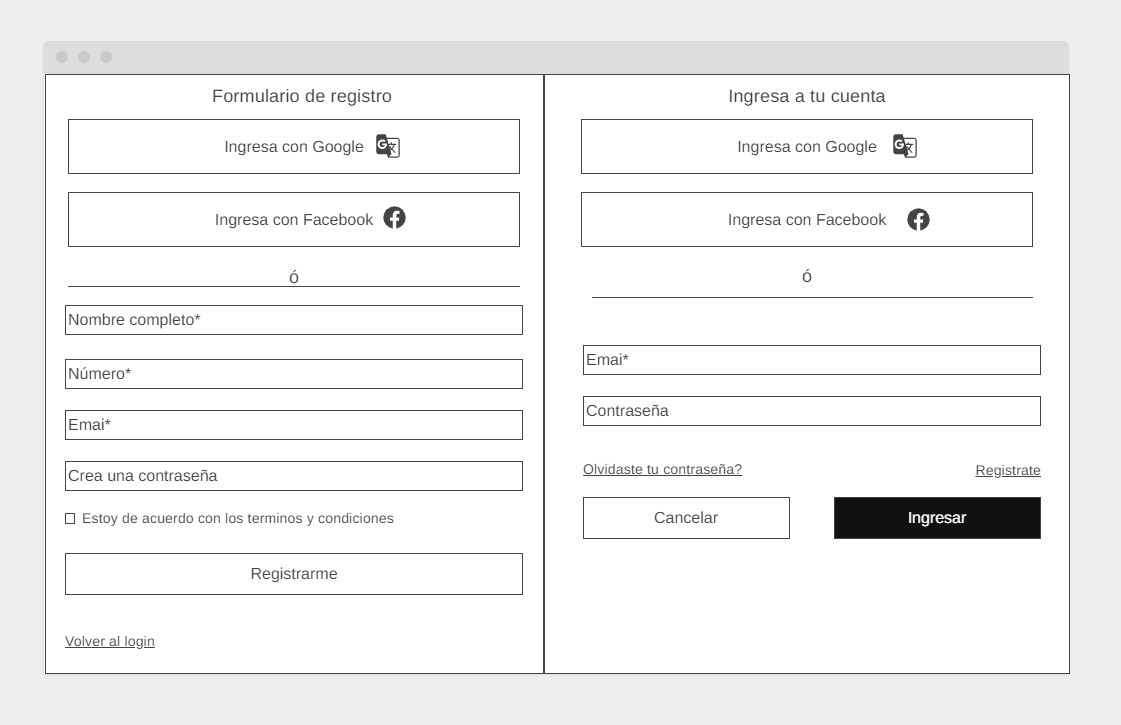 Formulario de registro
Ingresa con Google
Ingresa con Facebook
ó
Nombre completo*
Número*
Emai*
Crea una contraseña
Estoy de acuerdo con los terminos y condiciones
Registrarme
Volver al login
Ingresa a tu cuenta
Ingresa con Google
Ingresa con Facebook
ó
Emai*
Contraseña
Olvidaste tu contraseña?
Registrate
Cancelar
Ingresar